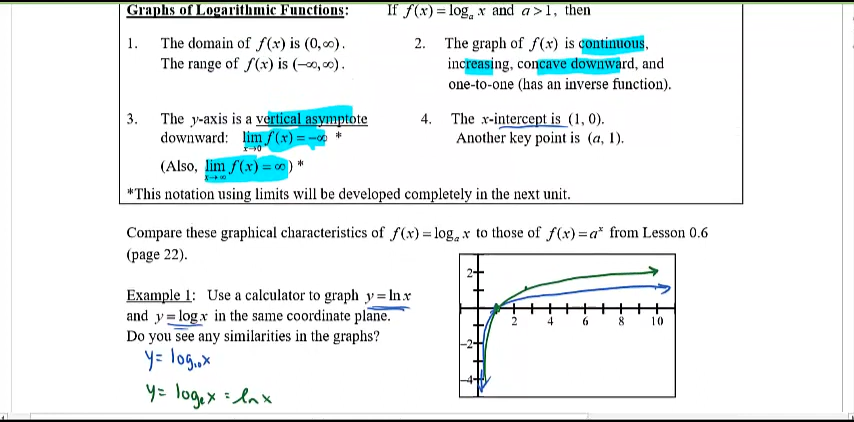 Graphs of Logarithmic Functions: If f(x) = logₐ x and a > 1, then
1. The domain of f(x) is (0, ∞).
The range of f(x) is (−∞, ∞).
2. The graph of f(x) is continuous,
increasing, concave downward, and
one-to-one (has an inverse function).
3. The y-axis is a vertical asymptote
downward: lim f(x) = −∞ *
x→0
(Also, lim f(x) = ∞) *
x→∞
4. The x-intercept is (1, 0).
Another key point is (a, 1).
*This notation using limits will be developed completely in the next unit.
Compare these graphical characteristics of f(x) = logₐ x to those of f(x) = aˣ from Lesson 0.6
(page 22).
Example 1: Use a calculator to graph y = ln x
and y = log x in the same coordinate plane.
Do you see any similarities in the graphs?
y = log₁₀x
y = logₑx = ln x
2
2 4 6 8 10
-2
-4